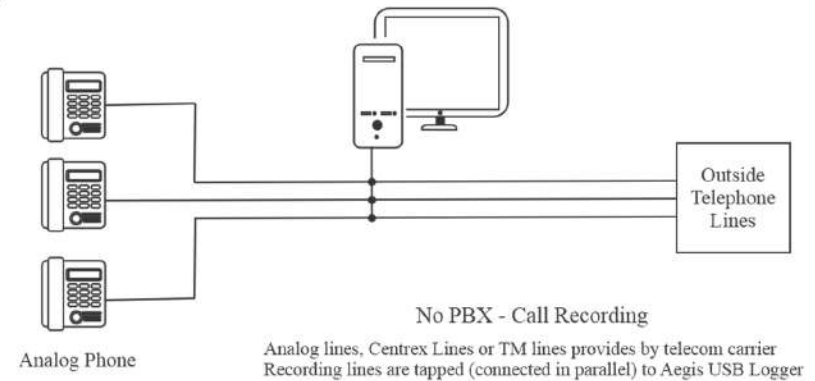 Outside
Telephone
Lines
No PBX - Call Recording
Analog Phone
Analog lines, Centrex Lines or TM lines provides by telecom carrier
Recording lines are tapped (connected in parallel) to Aegis USB Logger